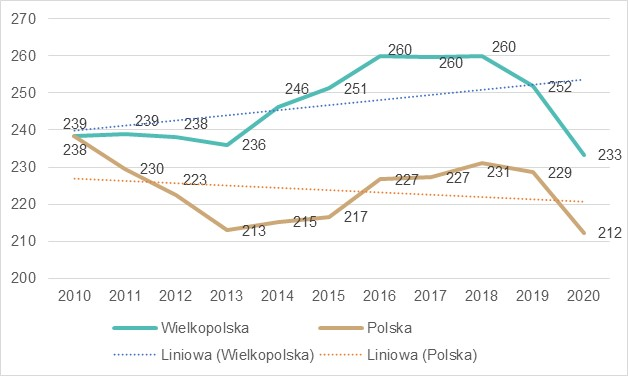 270
260
250
240
230
220
210
200
239 239 238 236 246 251 260 260 260 252 233
238 230 223 213 215 217 227 227 231 229 212
2010 2011 2012 2013 2014 2015 2016 2017 2018 2019 2020
Wielkopolska Polska
Liniowa (Wielkopolska) Liniowa (Polska)